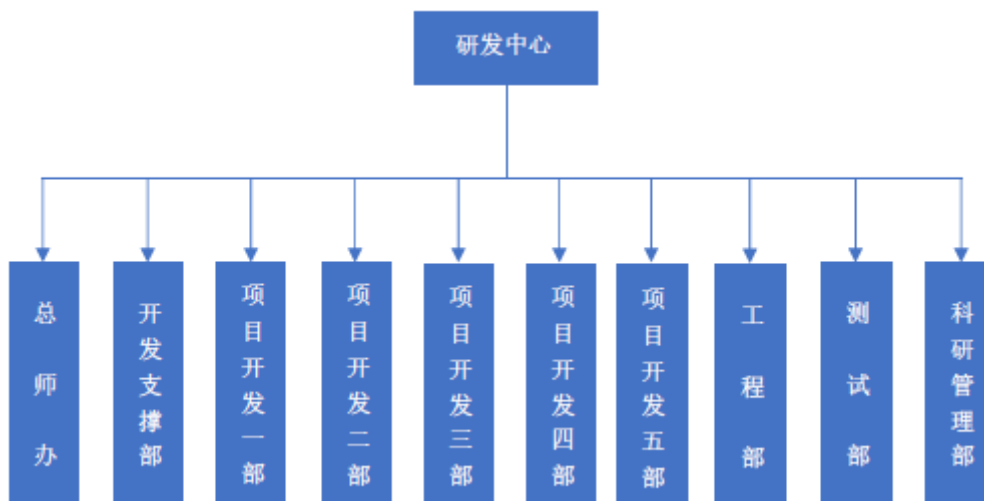 研发中心
总师办
开发支撑部
项目开发一部
项目开发二部
项目开发三部
项目开发四部
项目开发五部
工程部
测试部
科研管理部